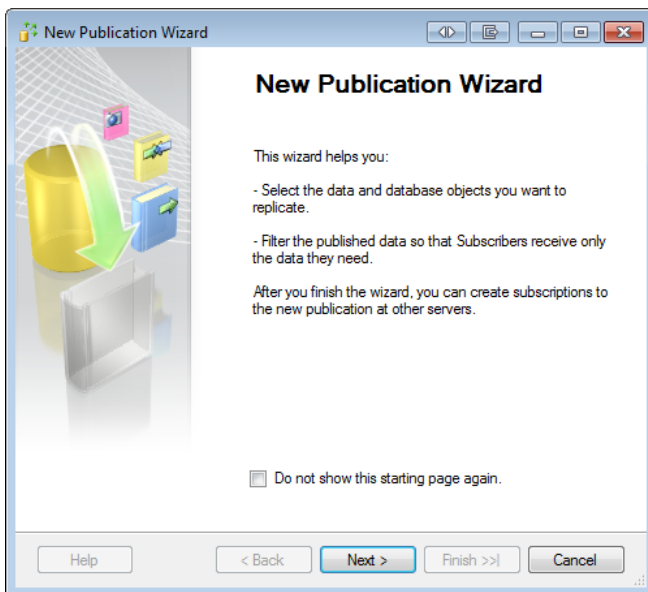 New Publication Wizard
New Publication Wizard
This wizard helps you:
- Select the data and database objects you want to
replicate.
- Filter the published data so that Subscribers receive only
the data they need.
After you finish the wizard, you can create subscriptions to
the new publication at other servers.
Do not show this starting page again.
Help
< Back
Next >
Finish >>|
Cancel